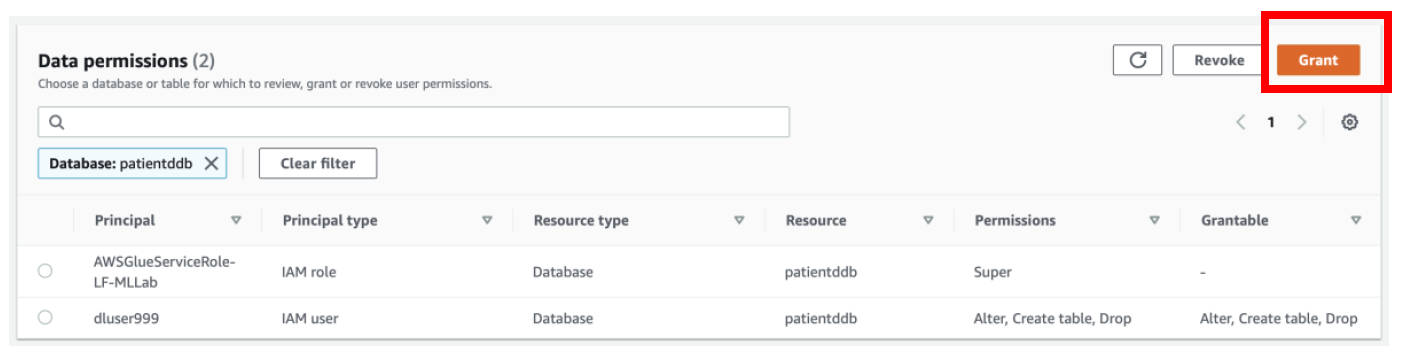 Data permissions (2)
Choose a database or table for which to review, grant or revoke user permissions.
Revoke
Grant
1
Database: patientddb
Clear filter
Principal Principal type Resource type Resource Permissions Grantable
AWSGlueServiceRole-
LF-MLLab
IAM role Database patientddb Super -
dluser999 IAM user Database patientddb Alter, Create table, Drop Alter, Create table, Drop